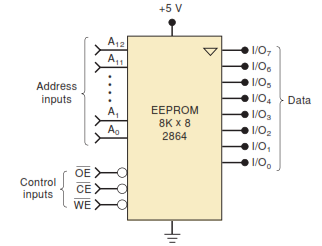 +5 V
A12
A11
Address
inputs
A1
A0
EEPROM
8K x 8
2864
I/O7
I/O6
I/O5
I/O4
I/O3
I/O2
I/O1
I/O0
Data
Control
inputs
OE
CE
WE